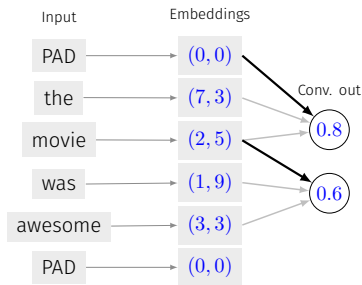 Input Embeddings
PAD (0, 0)
Conv. out
the (7, 3)
0.8
movie (2, 5)
was (1, 9)
0.6
awesome (3, 3)
PAD (0, 0)